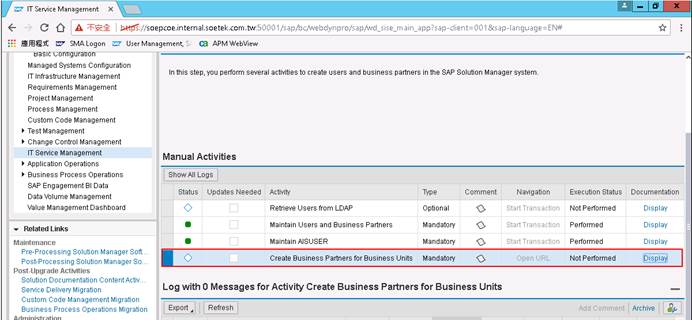 IT Service Management
不安全 https://soepcoe.internal.soetek.com.tw:50001/sap/bc/webdynpro/sap/wd_sise_main_app?sap-client=001&sap-language=EN#
應用程式 SMA Logon User Management, S APM WebView
Basic Configuration
Managed Systems Configuration
IT Infrastructure Management
Requirements Management
Project Management
Process Management
Custom Code Management
Test Management
Change Control Management
IT Service Management
Application Operations
Business Process Operations
SAP Engagement BI Data
Data Volume Management
Value Management Dashboard
Related Links
Maintenance
Pre-Processing Solution Manager Soft...
Post-Processing Solution Manager So...
Post-Upgrade Activities
Solution Documentation Content Activ...
Service Delivery Migration
Custom Code Management Migration
Business Process Operations Migration
Administration
In this step, you perform several activities to create users and business partners in the SAP Solution Manager system.
Manual Activities
Show All Logs
Status Updates Needed Activity Type Comment Navigation Execution Status Documentation
Retrieve Users from LDAP Optional Start Transaction Not Performed Display
Maintain Users and Business Partners Mandatory Start Transaction Performed Display
Maintain AISUSER Mandatory Start Transaction Performed Display
Create Business Partners for Business Units Mandatory Open URL Not Performed Display
Log with 0 Messages for Activity Create Business Partners for Business Units
Export Refresh Add Comment Archive